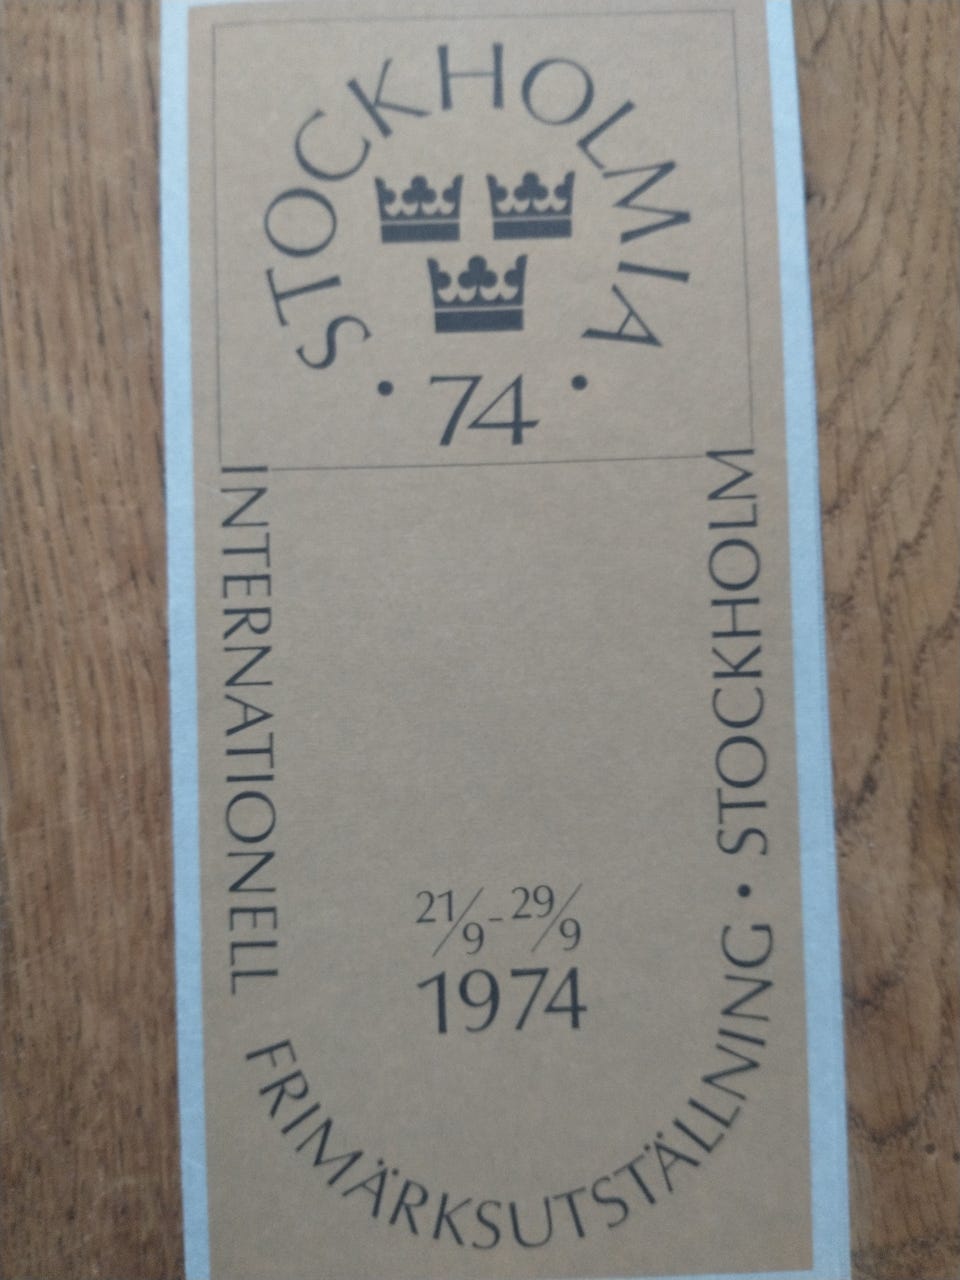 STOCKHOLMIA
• 74 •
INTERNATIONELL FRIMÄRKSUTSTÄLLNING • STOCKHOLM
21/9-29/9
1974